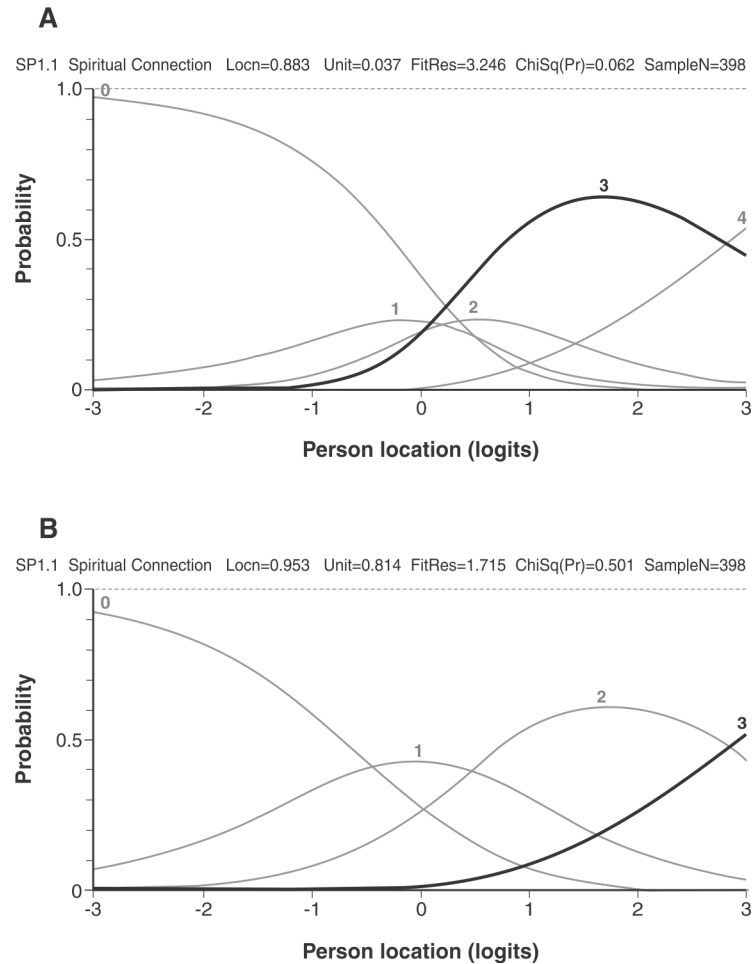 A
SP1.1 Spiritual Connection Locn=0.883 Unit=0.037 FitRes=3.246 ChiSq(Pr)=0.062 SampleN=398
1.0
0
3
4
0.5
1
2
0
-3 -2 -1 0 1 2 3
Probability
Person location (logits)
B
SP1.1 Spiritual Connection Locn=0.953 Unit=0.814 FitRes=1.715 ChiSq(Pr)=0.501 SampleN=398
1.0
0
2
3
0.5
1
0
-3 -2 -1 0 1 2 3
Probability
Person location (logits)